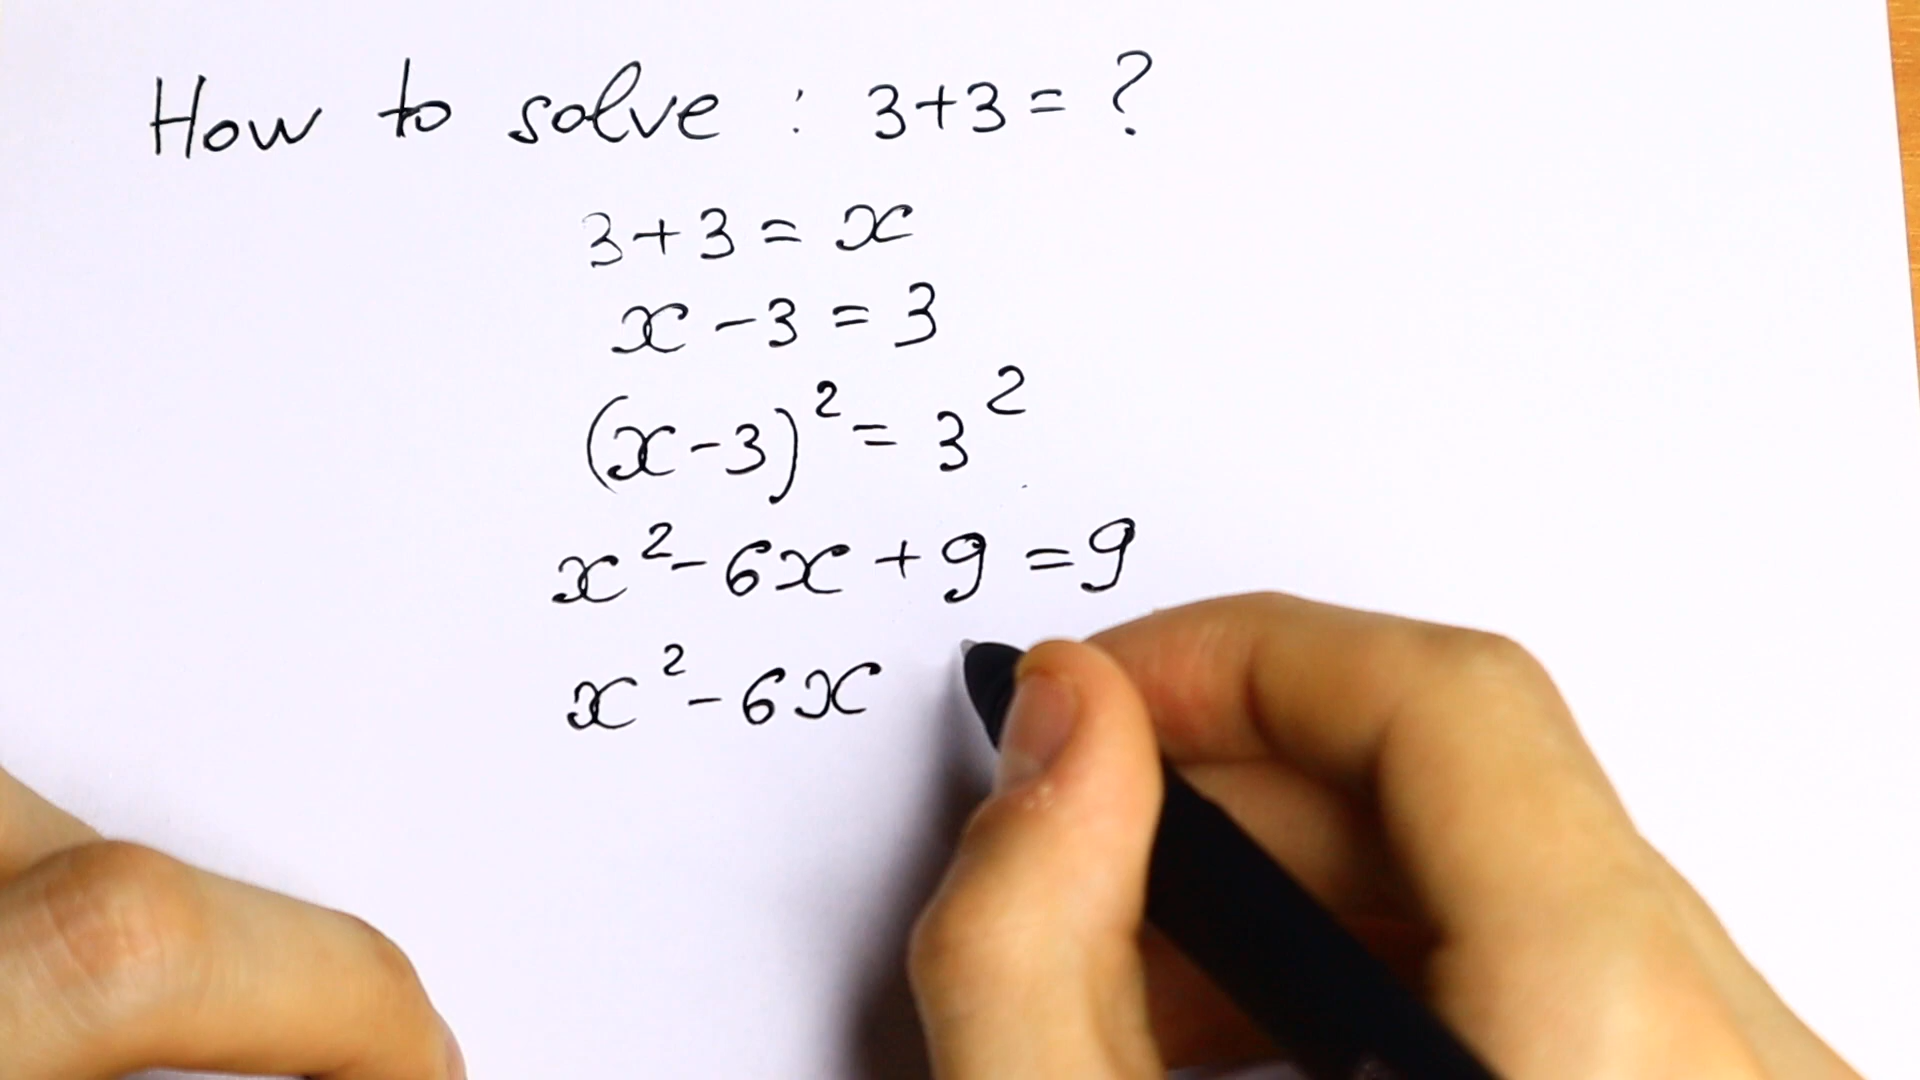 How to solve : 3+3 = ?
3+3 = x
x - 3 = 3
(x-3)² = 3²
x² - 6x + 9 = 9
x² - 6x